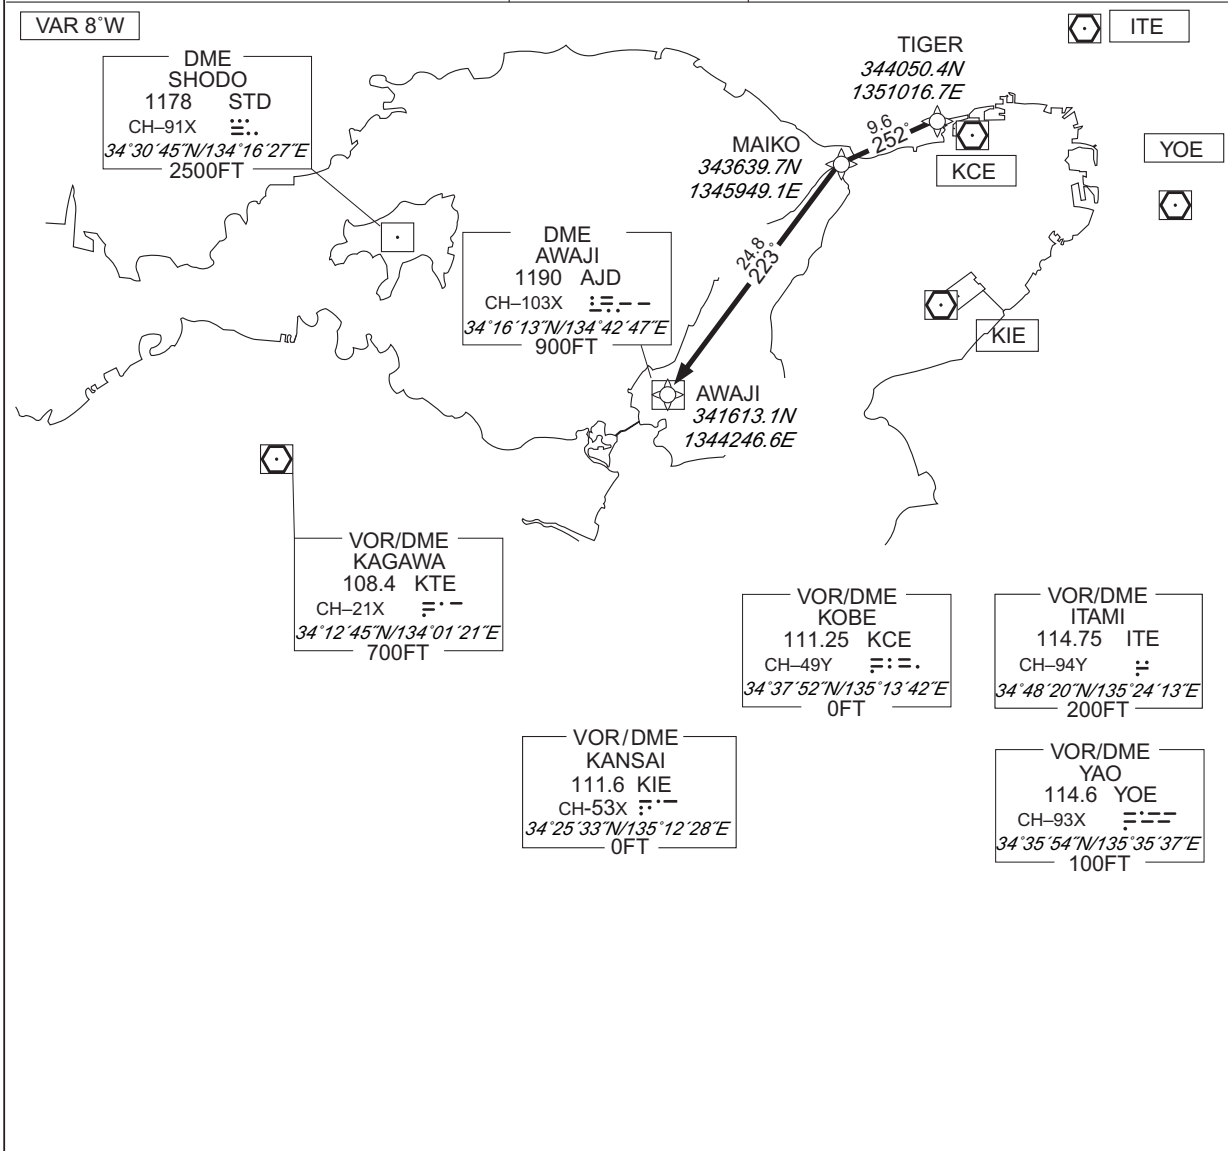 VAR 8°W
ITE
DME
SHODO
1178 STD
CH–91X
34°30´45˝N/134°16´27˝E
2500FT
TIGER
344050.4N
1351016.7E
9.6
252°
MAIKO
343639.7N
1345949.1E
KCE
YOE
DME
AWAJI
1190 AJD
CH–103X
34°16´13˝N/134°42´47˝E
900FT
24.8
223°
KIE
AWAJI
341613.1N
1344246.6E
VOR/DME
KAGAWA
108.4 KTE
CH–21X
34°12´45˝N/134°01´21˝E
700FT
VOR/DME
KOBE
111.25 KCE
CH–49Y
34°37´52˝N/135°13´42˝E
0FT
VOR/DME
ITAMI
114.75 ITE
CH–94Y
34°48´20˝N/135°24´13˝E
200FT
VOR/DME
KANSAI
111.6 KIE
CH-53X
34°25´33˝N/135°12´28˝E
0FT
VOR/DME
YAO
114.6 YOE
CH–93X
34°35´54˝N/135°35´37˝E
100FT